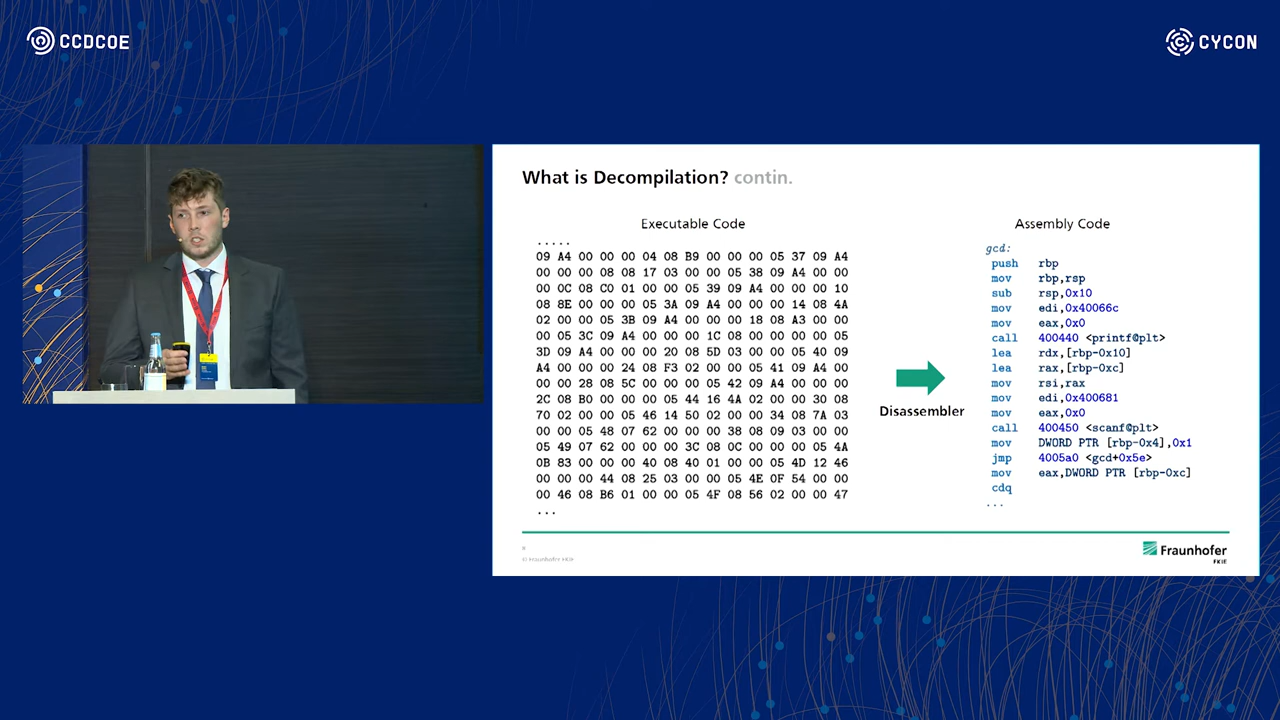 CCDCOE
CYCON
What is Decompilation? contin.
Executable Code
.....
09 A4 00 00 00 04 08 B9 00 00 00 05 37 09 A4
00 00 00 08 08 17 03 00 00 05 38 09 A4 00 00
00 0C 08 C0 01 00 00 05 39 09 A4 00 00 00 10
08 8E 00 00 00 05 3A 09 A4 00 00 00 14 08 4A
02 00 00 05 3B 09 A4 00 00 00 18 08 A3 00 00
00 05 3C 09 A4 00 00 00 1C 08 00 00 00 00 05
3D 09 A4 00 00 00 20 08 5D 03 00 00 05 40 09
A4 00 00 00 24 08 F3 02 00 00 05 41 09 A4 00
00 00 28 08 5C 00 00 00 05 42 09 A4 00 00 00
2C 08 B0 00 00 00 05 44 16 4A 02 00 00 30 08
70 02 00 00 05 46 14 50 02 00 00 34 08 7A 03
00 00 05 48 07 62 00 00 00 38 08 09 03 00 00
05 49 07 62 00 00 00 3C 08 0C 00 00 00 05 4A
0B 83 00 00 00 40 08 40 01 00 00 05 4D 12 46
00 00 00 44 08 25 03 00 00 05 4E 0F 54 00 00
00 46 08 B6 01 00 00 05 4F 08 56 02 00 00 47
...
Disassembler
Assembly Code
gcd:
push rbp
mov rbp,rsp
sub rsp,0x10
mov edi,0x40066c
mov eax,0x0
call 400440 <printf@plt>
lea rdx,[rbp-0x10]
lea rax,[rbp-0xc]
mov rsi,rax
mov edi,0x400681
mov eax,0x0
call 400450 <scanf@plt>
mov DWORD PTR [rbp-0x4],0x1
jmp 4005a0 <gcd+0x5e>
mov eax,DWORD PTR [rbp-0xc]
cdq
...
© Fraunhofer FKIE
Fraunhofer
FKIE